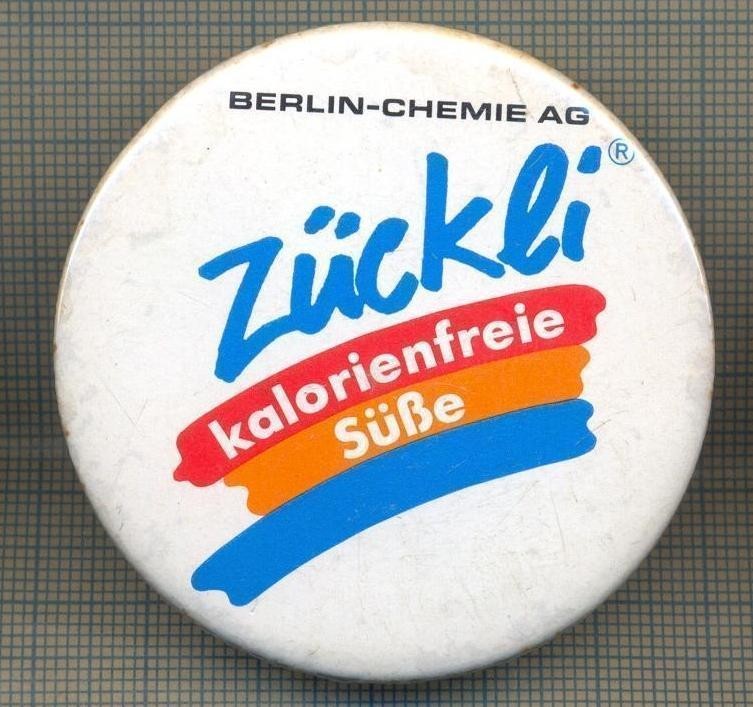 BERLIN-CHEMIE AG
Zückli®
kalorienfreie
Süße